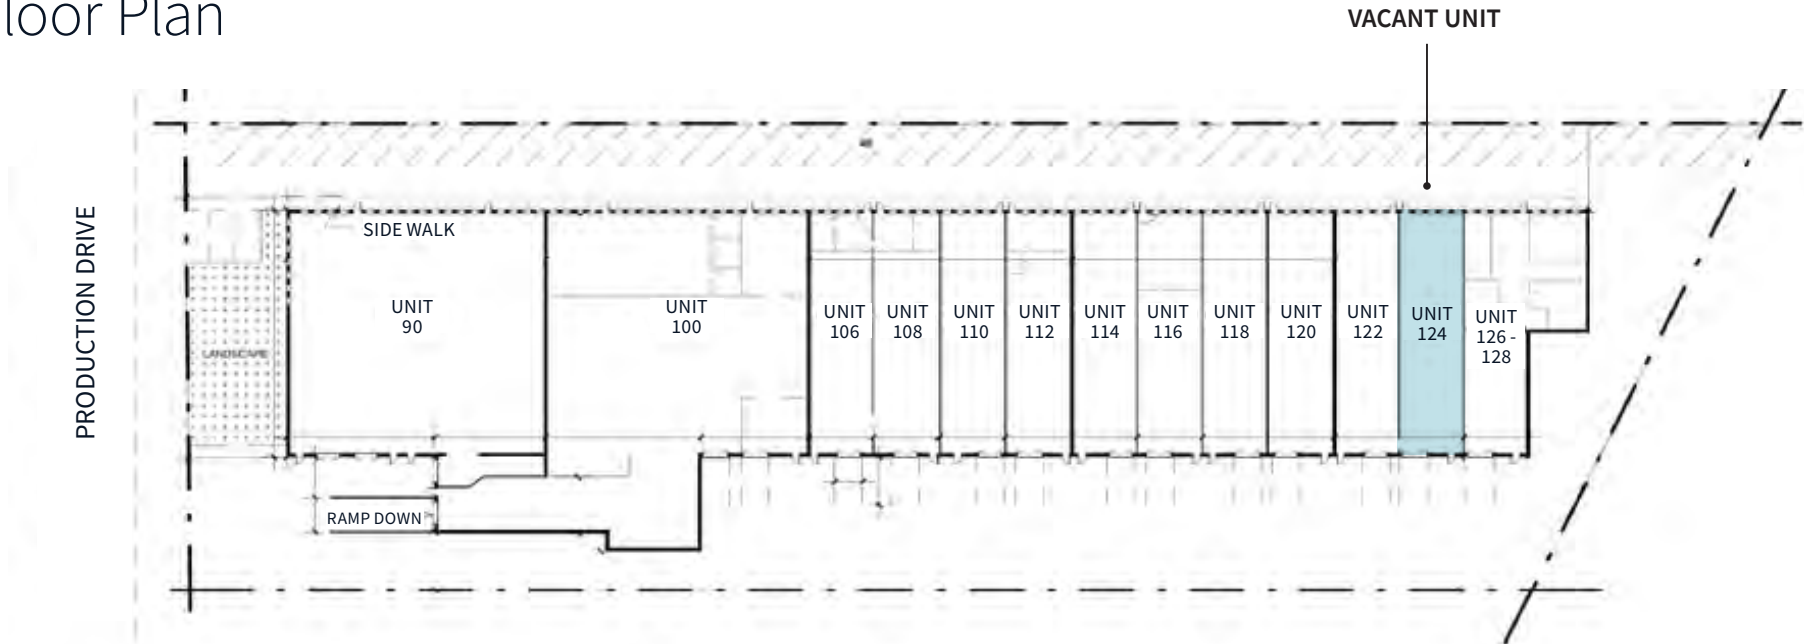 loor Plan
VACANT UNIT
PRODUCTION DRIVE
SIDE WALK
LANDSCAPE
UNIT
90
UNIT
100
UNIT
106
UNIT
108
UNIT
110
UNIT
112
UNIT
114
UNIT
116
UNIT
118
UNIT
120
UNIT
122
UNIT
124
UNIT
126 -
128
RAMP DOWN